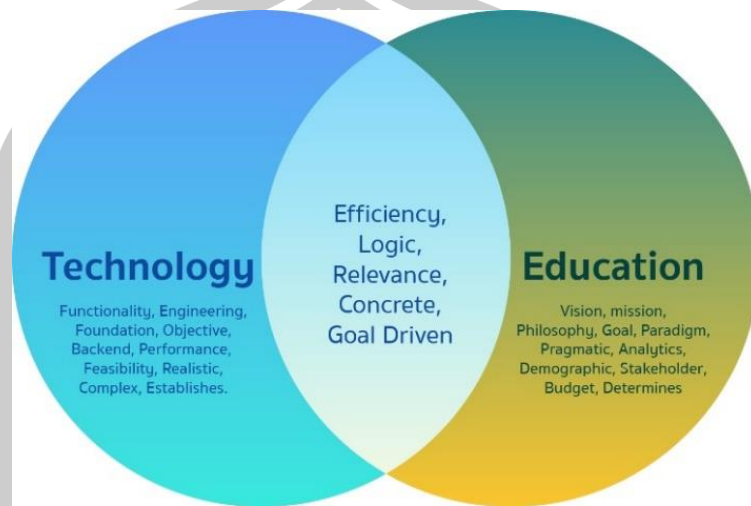 Technology
Functionality, Engineering,
Foundation, Objective,
Backend, Performance,
Feasibility, Realistic,
Complex, Establishes.
Efficiency,
Logic,
Relevance,
Concrete,
Goal Driven
Education
Vision, mission,
Philosophy, Goal, Paradigm,
Pragmatic, Analytics,
Demographic, Stakeholder,
Budget, Determines